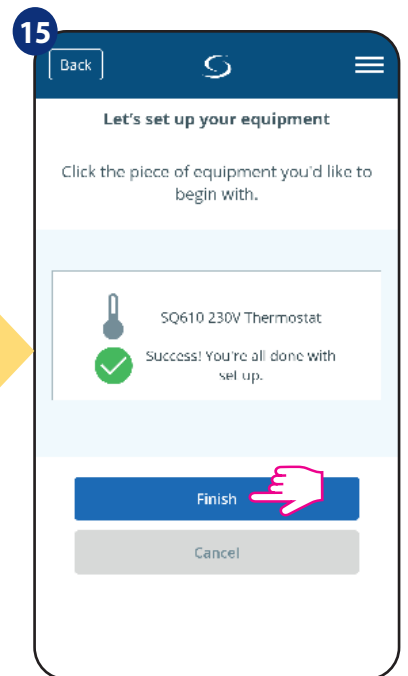 15
Back
Let's set up your equipment
Click the piece of equipment you'd like to
begin with.
SQ610 230V Thermostat
Success! You're all done with
set up.
Finish
Cancel